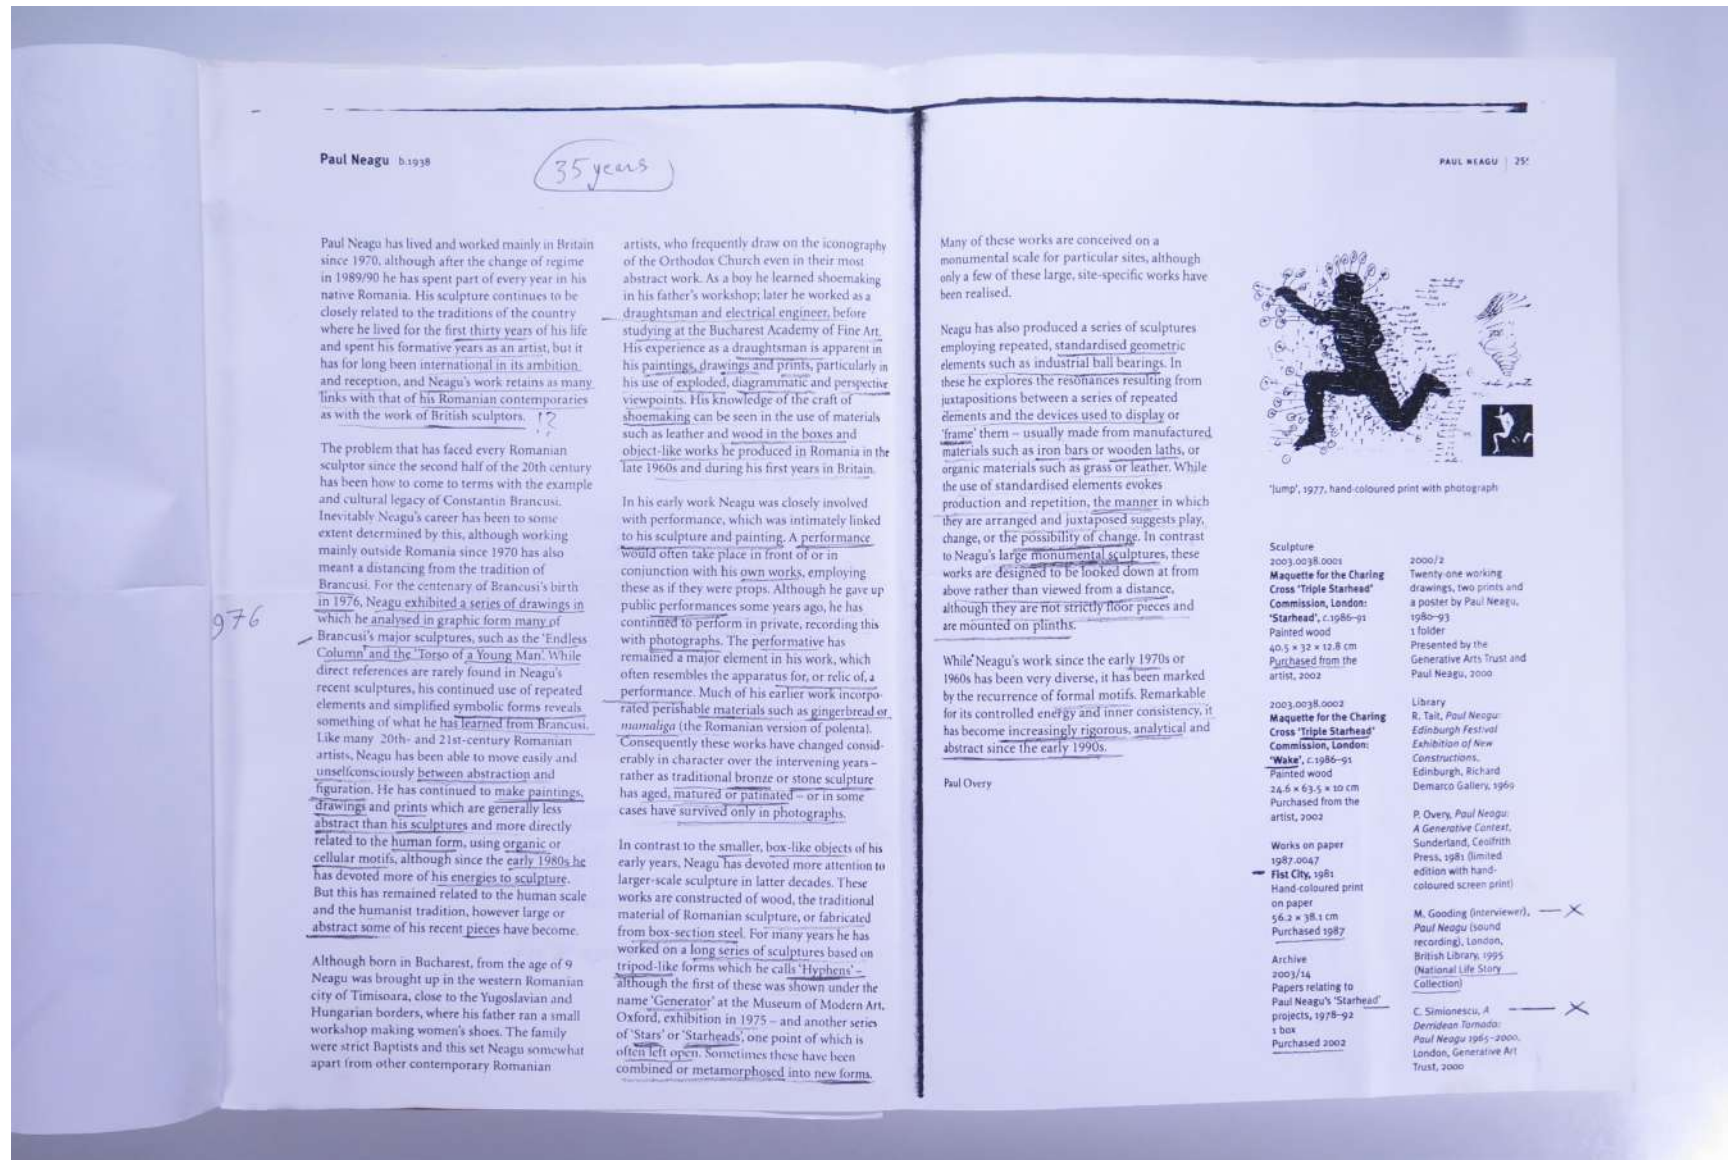 Paul Neagu b.1938
35 years
PAUL NEAGU | 25
Paul Neagu has lived and worked mainly in Britain
since 1970, although after the change of regime
in 1989/90 he has spent part of every year in his
native Romania. His sculpture continues to be
closely related to the traditions of the country
where he lived for the first thirty years of his life
and spent his formative years as an artist, but it
has for long been international in its ambition
and reception, and Neagu's work retains as many
links with that of his Romanian contemporaries
as with the work of British sculptors. !?
The problem that has faced every Romanian
sculptor since the second half of the 20th century
has been how to come to terms with the example
and cultural legacy of Constantin Brancusi.
Inevitably Neagu's career has been to some
extent determined by this, although working
mainly outside Romania since 1970 has also
meant a distancing from the tradition of
Brancusi. For the centenary of Brancusi's birth
in 1976, Neagu exhibited a series of drawings in
976
which he analysed in graphic form many of
Brancusi's major sculptures, such as the 'Endless
Column' and the 'Torso of a Young Man'. While
direct references are rarely found in Neagu's
recent sculptures, his continued use of repeated
elements and simplified symbolic forms reveals
something of what he has learned from Brancusi.
Like many 20th- and 21st-century Romanian
artists, Neagu has been able to move easily and
unselfconsciously between abstraction and
figuration. He has continued to make paintings,
drawings and prints which are generally less
abstract than his sculptures and more directly
related to the human form, using organic or
cellular motifs, although since the early 1980s he
has devoted more of his energies to sculpture.
But this has remained related to the human scale
and the humanist tradition, however large or
abstract some of his recent pieces have become.
Although born in Bucharest, from the age of 9
Neagu was brought up in the western Romanian
city of Timisoara, close to the Yugoslavian and
Hungarian borders, where his father ran a small
workshop making women's shoes. The family
were strict Baptists and this set Neagu somewhat
apart from other contemporary Romanian
artists, who frequently draw on the iconography
of the Orthodox Church even in their most
abstract work. As a boy he learned shoemaking
in his father's workshop; later he worked as a
draughtsman and electrical engineer, before
studying at the Bucharest Academy of Fine Art.
His experience as a draughtsman is apparent in
his paintings, drawings and prints, particularly in
his use of exploded, diagrammatic and perspective
viewpoints. His knowledge of the craft of
shoemaking can be seen in the use of materials
such as leather and wood in the boxes and
object-like works he produced in Romania in the
late 1960s and during his first years in Britain.
In his early work Neagu was closely involved
with performance, which was intimately linked
to his sculpture and painting. A performance
would often take place in front of or in
conjunction with his own works, employing
these as if they were props. Although he gave up
public performances some years ago, he has
continued to perform in private, recording this
with photographs. The performative has
remained a major element in his work, which
often resembles the apparatus for, or relic of, a
performance. Much of his earlier work incorpo-
rated perishable materials such as gingerbread or
mamaliga (the Romanian version of polenta).
Consequently these works have changed consid-
erably in character over the intervening years –
rather as traditional bronze or stone sculpture
has aged, matured or patinated – or in some
cases have survived only in photographs.
In contrast to the smaller, box-like objects of his
early years, Neagu has devoted more attention to
larger-scale sculpture in latter decades. These
works are constructed of wood, the traditional
material of Romanian sculpture, or fabricated
from box-section steel. For many years he has
worked on a long series of sculptures based on
tripod-like forms which he calls 'Hyphens' –
although the first of these was shown under the
name 'Generator' at the Museum of Modern Art,
Oxford, exhibition in 1975 – and another series
of 'Stars' or 'Starheads', one point of which is
often left open. Sometimes these have been
combined or metamorphosed into new forms.
Many of these works are conceived on a
monumental scale for particular sites, although
only a few of these large, site-specific works have
been realised.
Neagu has also produced a series of sculptures
employing repeated, standardised geometric
elements such as industrial ball bearings. In
these he explores the resonances resulting from
juxtapositions between a series of repeated
elements and the devices used to display or
'frame' them – usually made from manufactured
materials such as iron bars or wooden laths, or
organic materials such as grass or leather. While
the use of standardised elements evokes
production and repetition, the manner in which
they are arranged and juxtaposed suggests play,
change, or the possibility of change. In contrast
to Neagu's large monumental sculptures, these
works are designed to be looked down at from
above rather than viewed from a distance,
although they are not strictly floor pieces and
are mounted on plinths.
While Neagu's work since the early 1970s or
1960s has been very diverse, it has been marked
by the recurrence of formal motifs. Remarkable
for its controlled energy and inner consistency, it
has become increasingly rigorous, analytical and
abstract since the early 1990s.
Paul Overy
'Jump', 1977, hand-coloured print with photograph
Sculpture
2003.0038.0001
Maquette for the Charing
Cross 'Triple Starhead'
Commission, London:
'Starhead', c.1986–91
Painted wood
40.5 × 32 × 12.8 cm
Purchased from the
artist, 2002
2003.0038.0002
Maquette for the Charing
Cross 'Triple Starhead'
Commission, London:
'Wake', c.1986–91
Painted wood
24.6 × 63.5 × 10 cm
Purchased from the
artist, 2002
Works on paper
1987.0047
Fist City, 1981
Hand-coloured print
on paper
56.2 × 38.1 cm
Purchased 1987
Archive
2003/14
Papers relating to
Paul Neagu's 'Starhead'
projects, 1978–92
1 box
Purchased 2002
2000/2
Twenty-one working
drawings, two prints and
a poster by Paul Neagu,
1980–93
1 folder
Presented by the
Generative Arts Trust and
Paul Neagu, 2000
Library
R. Tait, Paul Neagu:
Edinburgh Festival
Exhibition of New
Constructions,
Edinburgh, Richard
Demarco Gallery, 1969
P. Overy, Paul Neagu:
A Generative Context,
Sunderland, Ceolfrith
Press, 1981 (limited
edition with hand-
coloured screen print)
M. Gooding (interviewer),
Paul Neagu (sound
recording), London,
British Library, 1995
(National Life Story
Collection)
C. Simionescu, A
Derridean Tornado:
Paul Neagu 1965–2000,
London, Generative Art
Trust, 2000